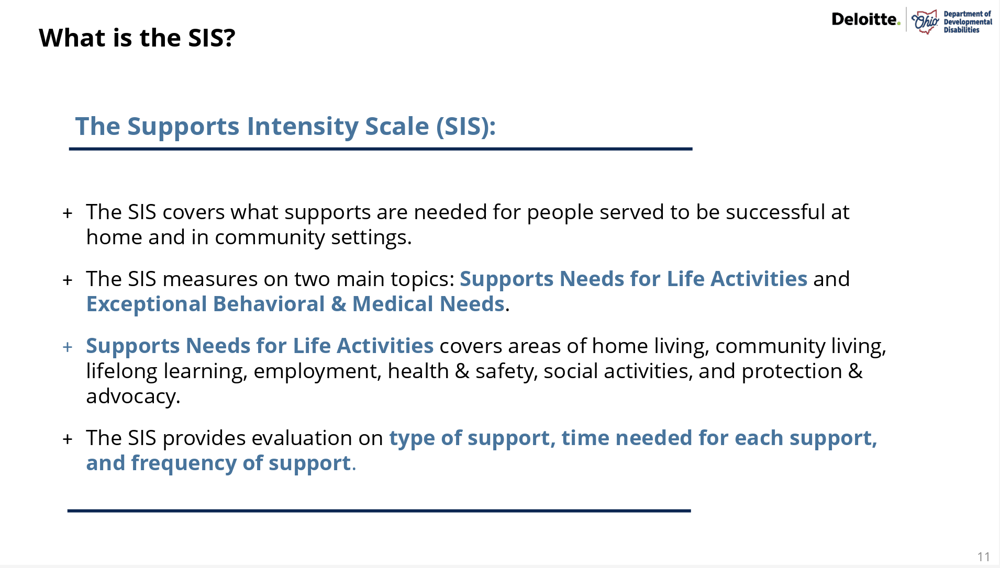 What is the SIS?
Deloitte.
Ohio
Department of
Developmental
Disabilities
The Supports Intensity Scale (SIS):
+ The SIS covers what supports are needed for people served to be successful at
home and in community settings.
+ The SIS measures on two main topics: Supports Needs for Life Activities and
Exceptional Behavioral & Medical Needs.
+ Supports Needs for Life Activities covers areas of home living, community living,
lifelong learning, employment, health & safety, social activities, and protection &
advocacy.
+ The SIS provides evaluation on type of support, time needed for each support,
and frequency of support.
11